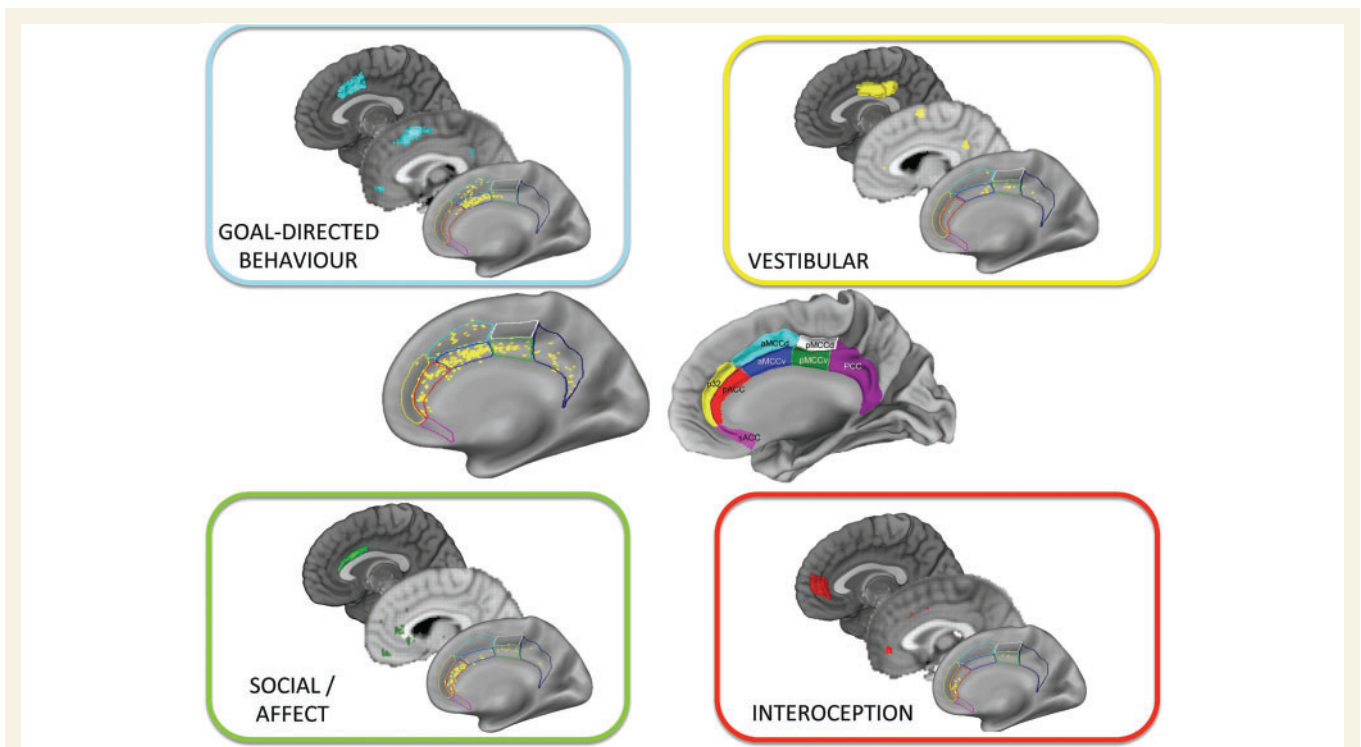 GOAL-DIRECTED
BEHAVIOUR
VESTIBULAR
aMCCd
pMCCd
aMCCv
pMCCv
PCC
p32
pACC
sACC
SOCIAL /
AFFECT
INTEROCEPTION